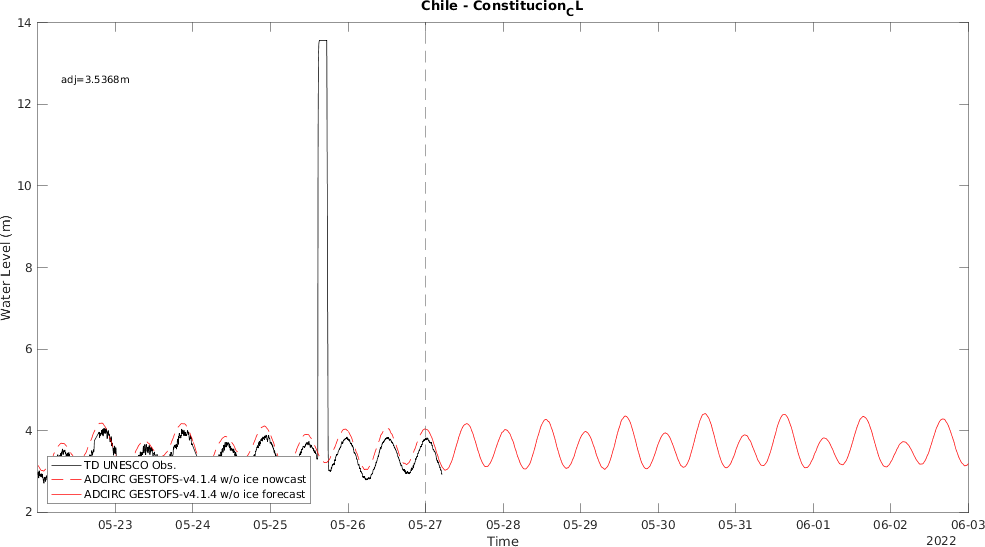 Chile - Constitucion_CL
14
adj=3.5368m
12
10
8
6
4
2
Water Level (m)
TD UNESCO Obs.
ADCIRC GESTOFS-v4.1.4 w/o ice nowcast
ADCIRC GESTOFS-v4.1.4 w/o ice forecast
05-23 05-24 05-25 05-26 05-27 05-28 05-29 05-30 05-31 06-01 06-02 06-03
Time
2022